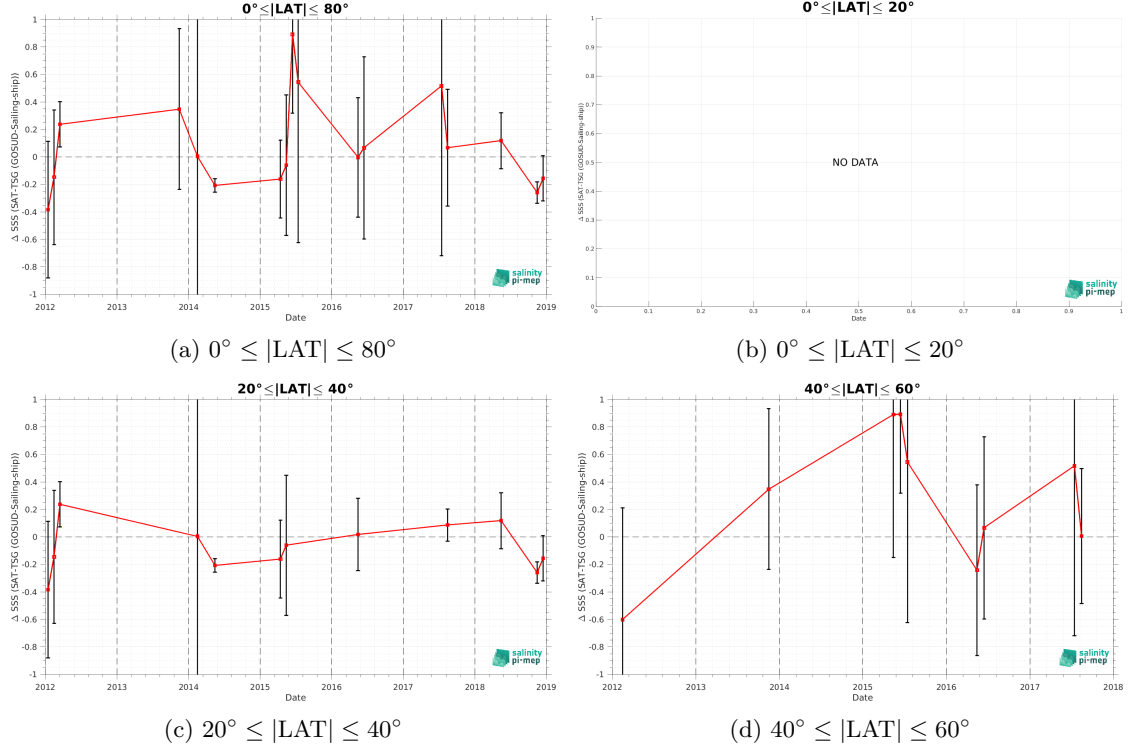 0°≤|LAT|≤ 80°
Δ SSS (SAT-TSG (GOSUD-Sailing-ship))
1
0.8
0.6
0.4
0.2
0
-0.2
-0.4
-0.6
-0.8
-1
2012 2013 2014 2015 2016 2017 2018 2019
Date
salinity
pi-mep
(a) 0° ≤ |LAT| ≤ 80°
0°≤|LAT|≤ 20°
Δ SSS (SAT-TSG (GOSUD-Sailing-ship))
1
0.9
0.8
0.7
0.6
0.5
0.4
0.3
0.2
0.1
0
NO DATA
0 0.1 0.2 0.3 0.4 0.5 0.6 0.7 0.8 0.9 1
Date
salinity
pi-mep
(b) 0° ≤ |LAT| ≤ 20°
20°≤|LAT|≤ 40°
Δ SSS (SAT-TSG (GOSUD-Sailing-ship))
1
0.8
0.6
0.4
0.2
0
-0.2
-0.4
-0.6
-0.8
-1
2012 2013 2014 2015 2016 2017 2018 2019
Date
salinity
pi-mep
(c) 20° ≤ |LAT| ≤ 40°
40°≤|LAT|≤ 60°
Δ SSS (SAT-TSG (GOSUD-Sailing-ship))
1
0.8
0.6
0.4
0.2
0
-0.2
-0.4
-0.6
-0.8
-1
2012 2013 2014 2015 2016 2017 2018
Date
salinity
pi-mep
(d) 40° ≤ |LAT| ≤ 60°